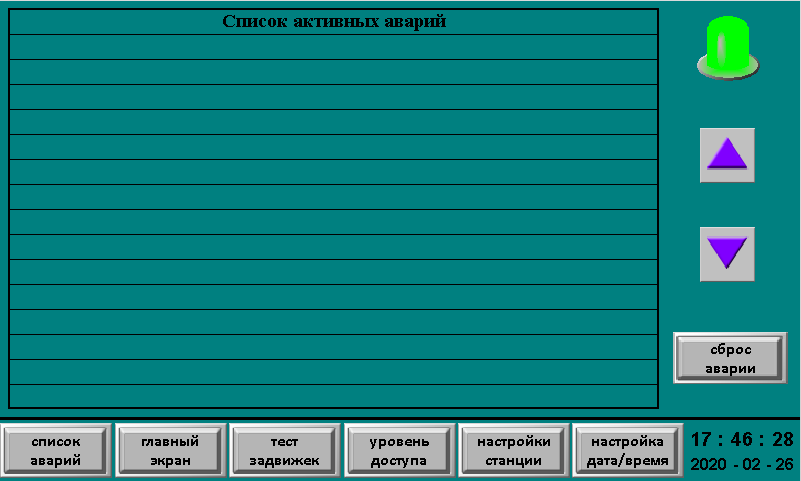 Список активных аварий
сброс
аварии
список
аварий
главный
экран
тест
задвижек
уровень
доступа
настройки
станции
настройка
дата/время
17 : 46 : 28
2020 - 02 - 26